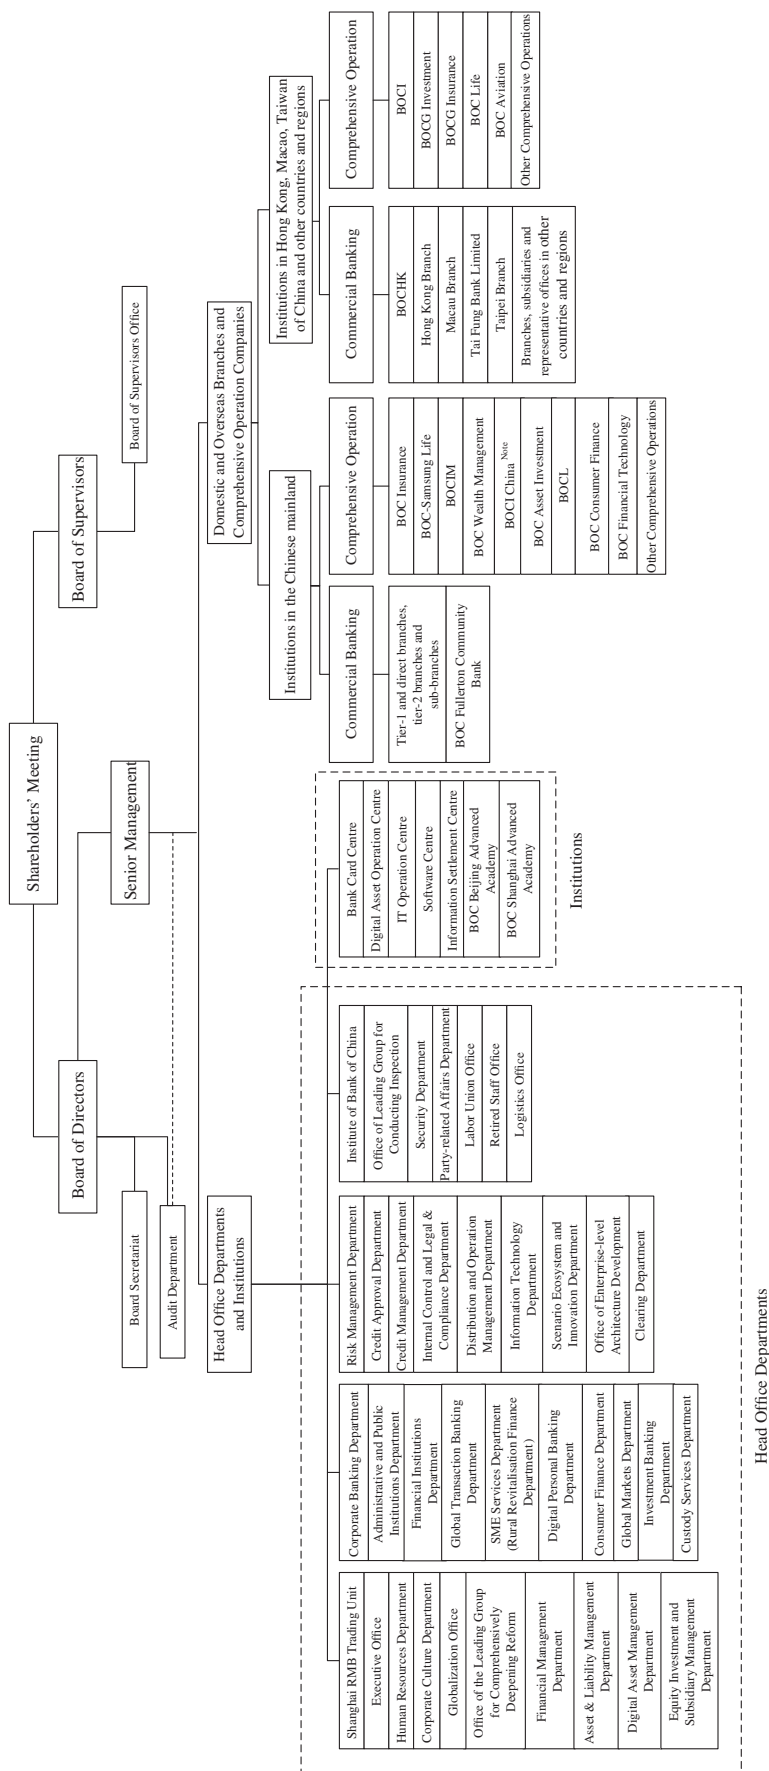 Shareholders' Meeting
Board of Directors
Board of Supervisors
Board Secretariat
Audit Department
Senior Management
Board of Supervisors Office
Head Office Departments
and Institutions
Domestic and Overseas Branches and
Comprehensive Operation Companies
Institutions in the Chinese mainland
Institutions in Hong Kong, Macao, Taiwan
of China and other countries and regions
Shanghai RMB Trading Unit
Executive Office
Human Resources Department
Corporate Culture Department
Globalization Office
Office of the Leading Group
for Comprehensively
Deepening Reform
Financial Management
Department
Asset & Liability Management
Department
Digital Asset Management
Department
Equity Investment and
Subsidiary Management
Department
Corporate Banking Department
Administrative and Public
Institutions Department
Financial Institutions
Department
Global Transaction Banking
Department
SME Services Department
(Rural Revitalisation Finance
Department)
Digital Personal Banking
Department
Consumer Finance Department
Global Markets Department
Investment Banking
Department
Custody Services Department
Risk Management Department
Credit Approval Department
Credit Management Department
Internal Control and Legal &
Compliance Department
Distribution and Operation
Management Department
Information Technology
Department
Scenario Ecosystem and
Innovation Department
Office of Enterprise-level
Architecture Development
Clearing Department
Institute of Bank of China
Office of Leading Group for
Conducting Inspection
Security Department
Party-related Affairs Department
Labor Union Office
Retired Staff Office
Logistics Office
Head Office Departments
Bank Card Centre
Digital Asset Operation Centre
IT Operation Centre
Software Centre
Information Settlement Centre
BOC Beijing Advanced
Academy
BOC Shanghai Advanced
Academy
Institutions
Commercial Banking
Tier-1 and direct branches,
tier-2 branches and
sub-branches
BOC Fullerton Community
Bank
Comprehensive Operation
BOC Insurance
BOC-Samsung Life
BOCIM
BOC Wealth Management
BOCI China Note
BOC Asset Investment
BOCL
BOC Consumer Finance
BOC Financial Technology
Other Comprehensive Operations
Commercial Banking
BOCHK
Hong Kong Branch
Macau Branch
Tai Fung Bank Limited
Taipei Branch
Branches, subsidiaries and
representative offices in other
countries and regions
Comprehensive Operation
BOCI
BOCG Investment
BOCG Insurance
BOC Life
BOC Aviation
Other Comprehensive Operations